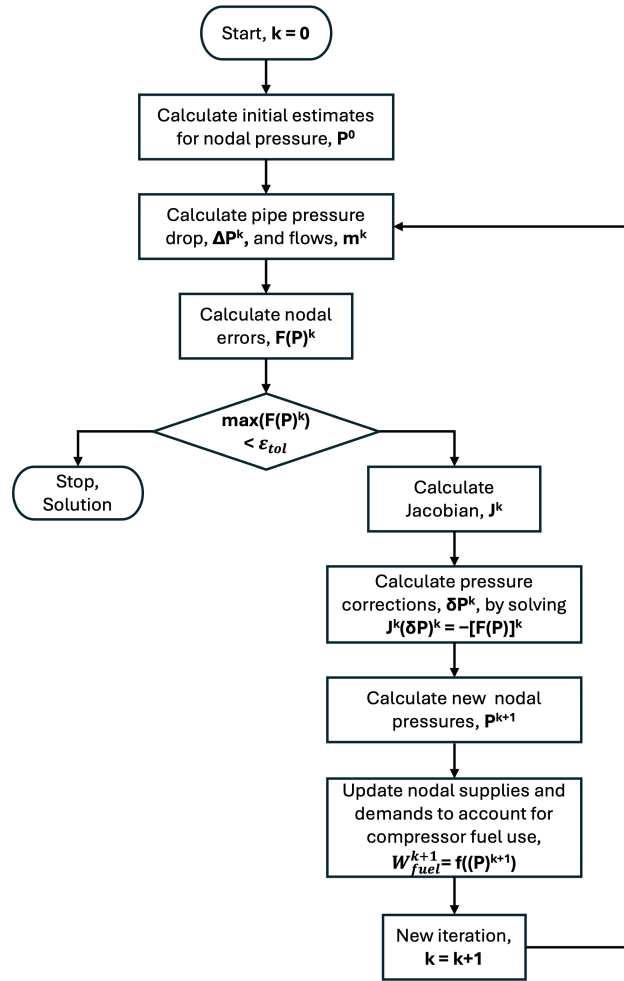 Start, k = 0
Calculate initial estimates
for nodal pressure, P⁰
Calculate pipe pressure
drop, ΔPᵏ, and flows, mᵏ
Calculate nodal
errors, F(P)ᵏ
max(F(P)ᵏ)
< ε_tol
Stop,
Solution
Calculate
Jacobian, Jᵏ
Calculate pressure
corrections, δPᵏ, by solving
Jᵏ(δP)ᵏ = −[F(P)]ᵏ
Calculate new nodal
pressures, Pᵏ⁺¹
Update nodal supplies and
demands to account for
compressor fuel use,
W_fuelᵏ⁺¹= f((P)ᵏ⁺¹)
New iteration,
k = k+1